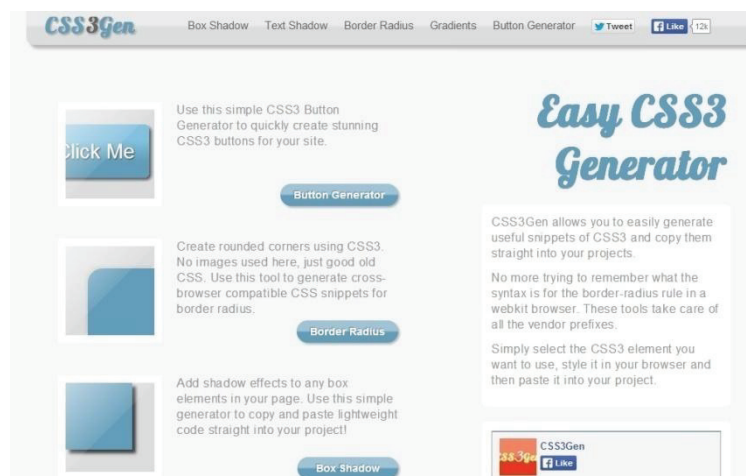 CSS3Gen Box Shadow Text Shadow Border Radius Gradients Button Generator Tweet Like 12k
Click Me
Use this simple CSS3 Button
Generator to quickly create stunning
CSS3 buttons for your site.
Button Generator
Create rounded corners using CSS3.
No images used here, just good old
CSS. Use this tool to generate cross-
browser compatible CSS snippets for
border radius.
Border Radius
Add shadow effects to any box
elements in your page. Use this simple
generator to copy and paste lightweight
code straight into your project!
Box Shadow
Easy CSS3
Generator
CSS3Gen allows you to easily generate
useful snippets of CSS3 and copy them
straight into your projects.
No more trying to remember what the
syntax is for the border-radius rule in a
webkit browser. These tools take care of
all the vendor prefixes.
Simply select the CSS3 element you
want to use, style it in your browser and
then paste it into your project.
CSS3Gen
Like